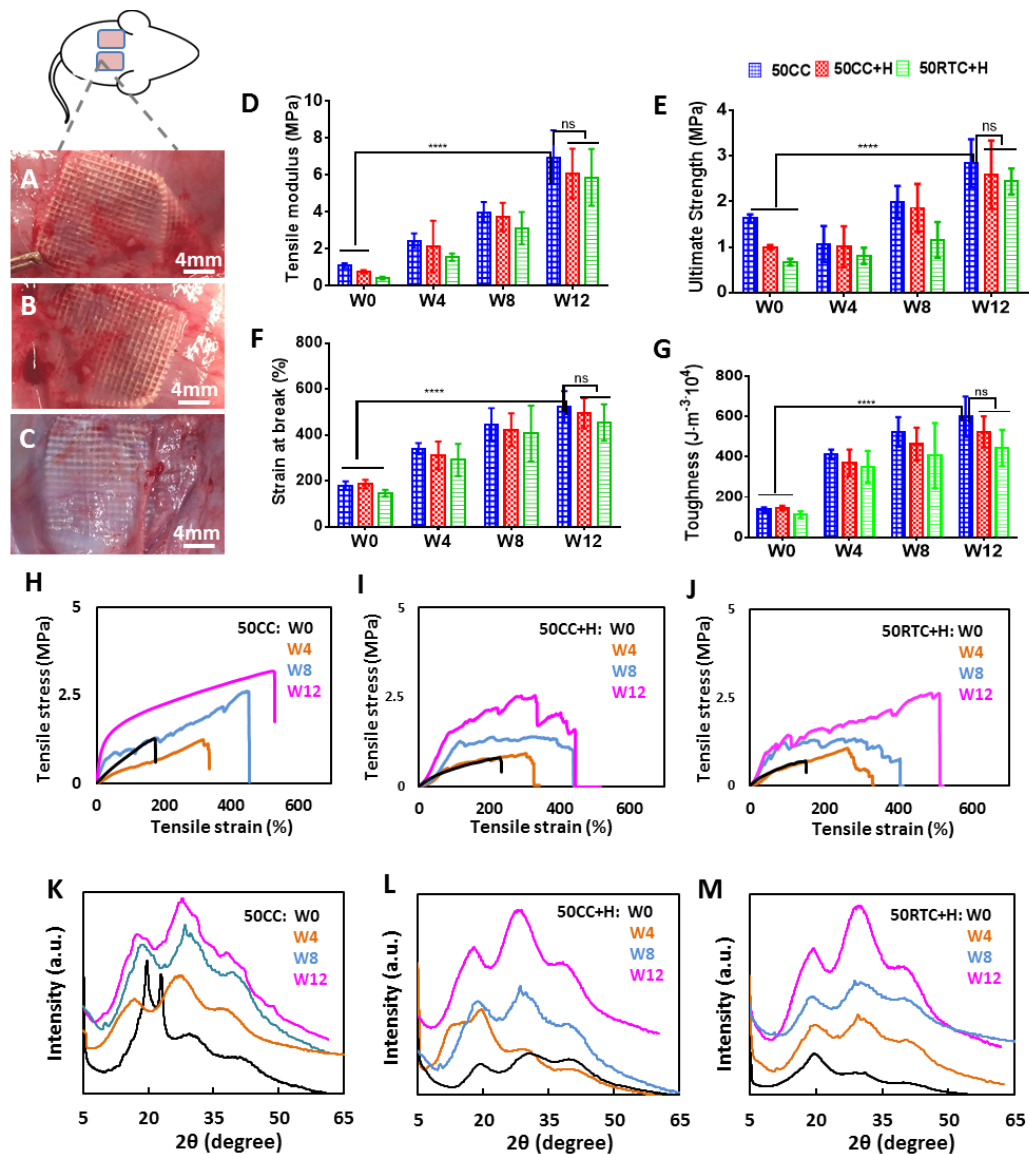 50CC 50CC+H 50RTC+H
A
4mm
B
4mm
C
4mm
D
Tensile modulus (MPa)
10
8
6
4
2
0
****
ns
W0 W4 W8 W12
E
Ultimate Strength (MPa)
4
3
2
1
0
****
ns
W0 W4 W8 W12
F
Strain at break (%)
800
600
400
200
0
****
ns
W0 W4 W8 W12
G
Toughness (J·m⁻³·10⁴)
800
600
400
200
0
****
ns
W0 W4 W8 W12
H
Tensile stress (MPa)
5
2.5
0
50CC: W0
W4
W8
W12
0 200 400 600
Tensile strain (%)
I
Tensile stress (MPa)
5
2.5
0
50CC+H: W0
W4
W8
W12
0 200 400 600
Tensile strain (%)
J
Tensile stress (MPa)
5
2.5
0
50RTC+H: W0
W4
W8
W12
0 200 400 600
Tensile strain (%)
K
Intensity (a.u.)
50CC: W0
W4
W8
W12
5 20 35 50 65
2θ (degree)
L
Intensity (a.u.)
50CC+H: W0
W4
W8
W12
5 20 35 50 65
2θ (degree)
M
Intensity (a.u.)
50RTC+H: W0
W4
W8
W12
5 20 35 50 65
2θ (degree)